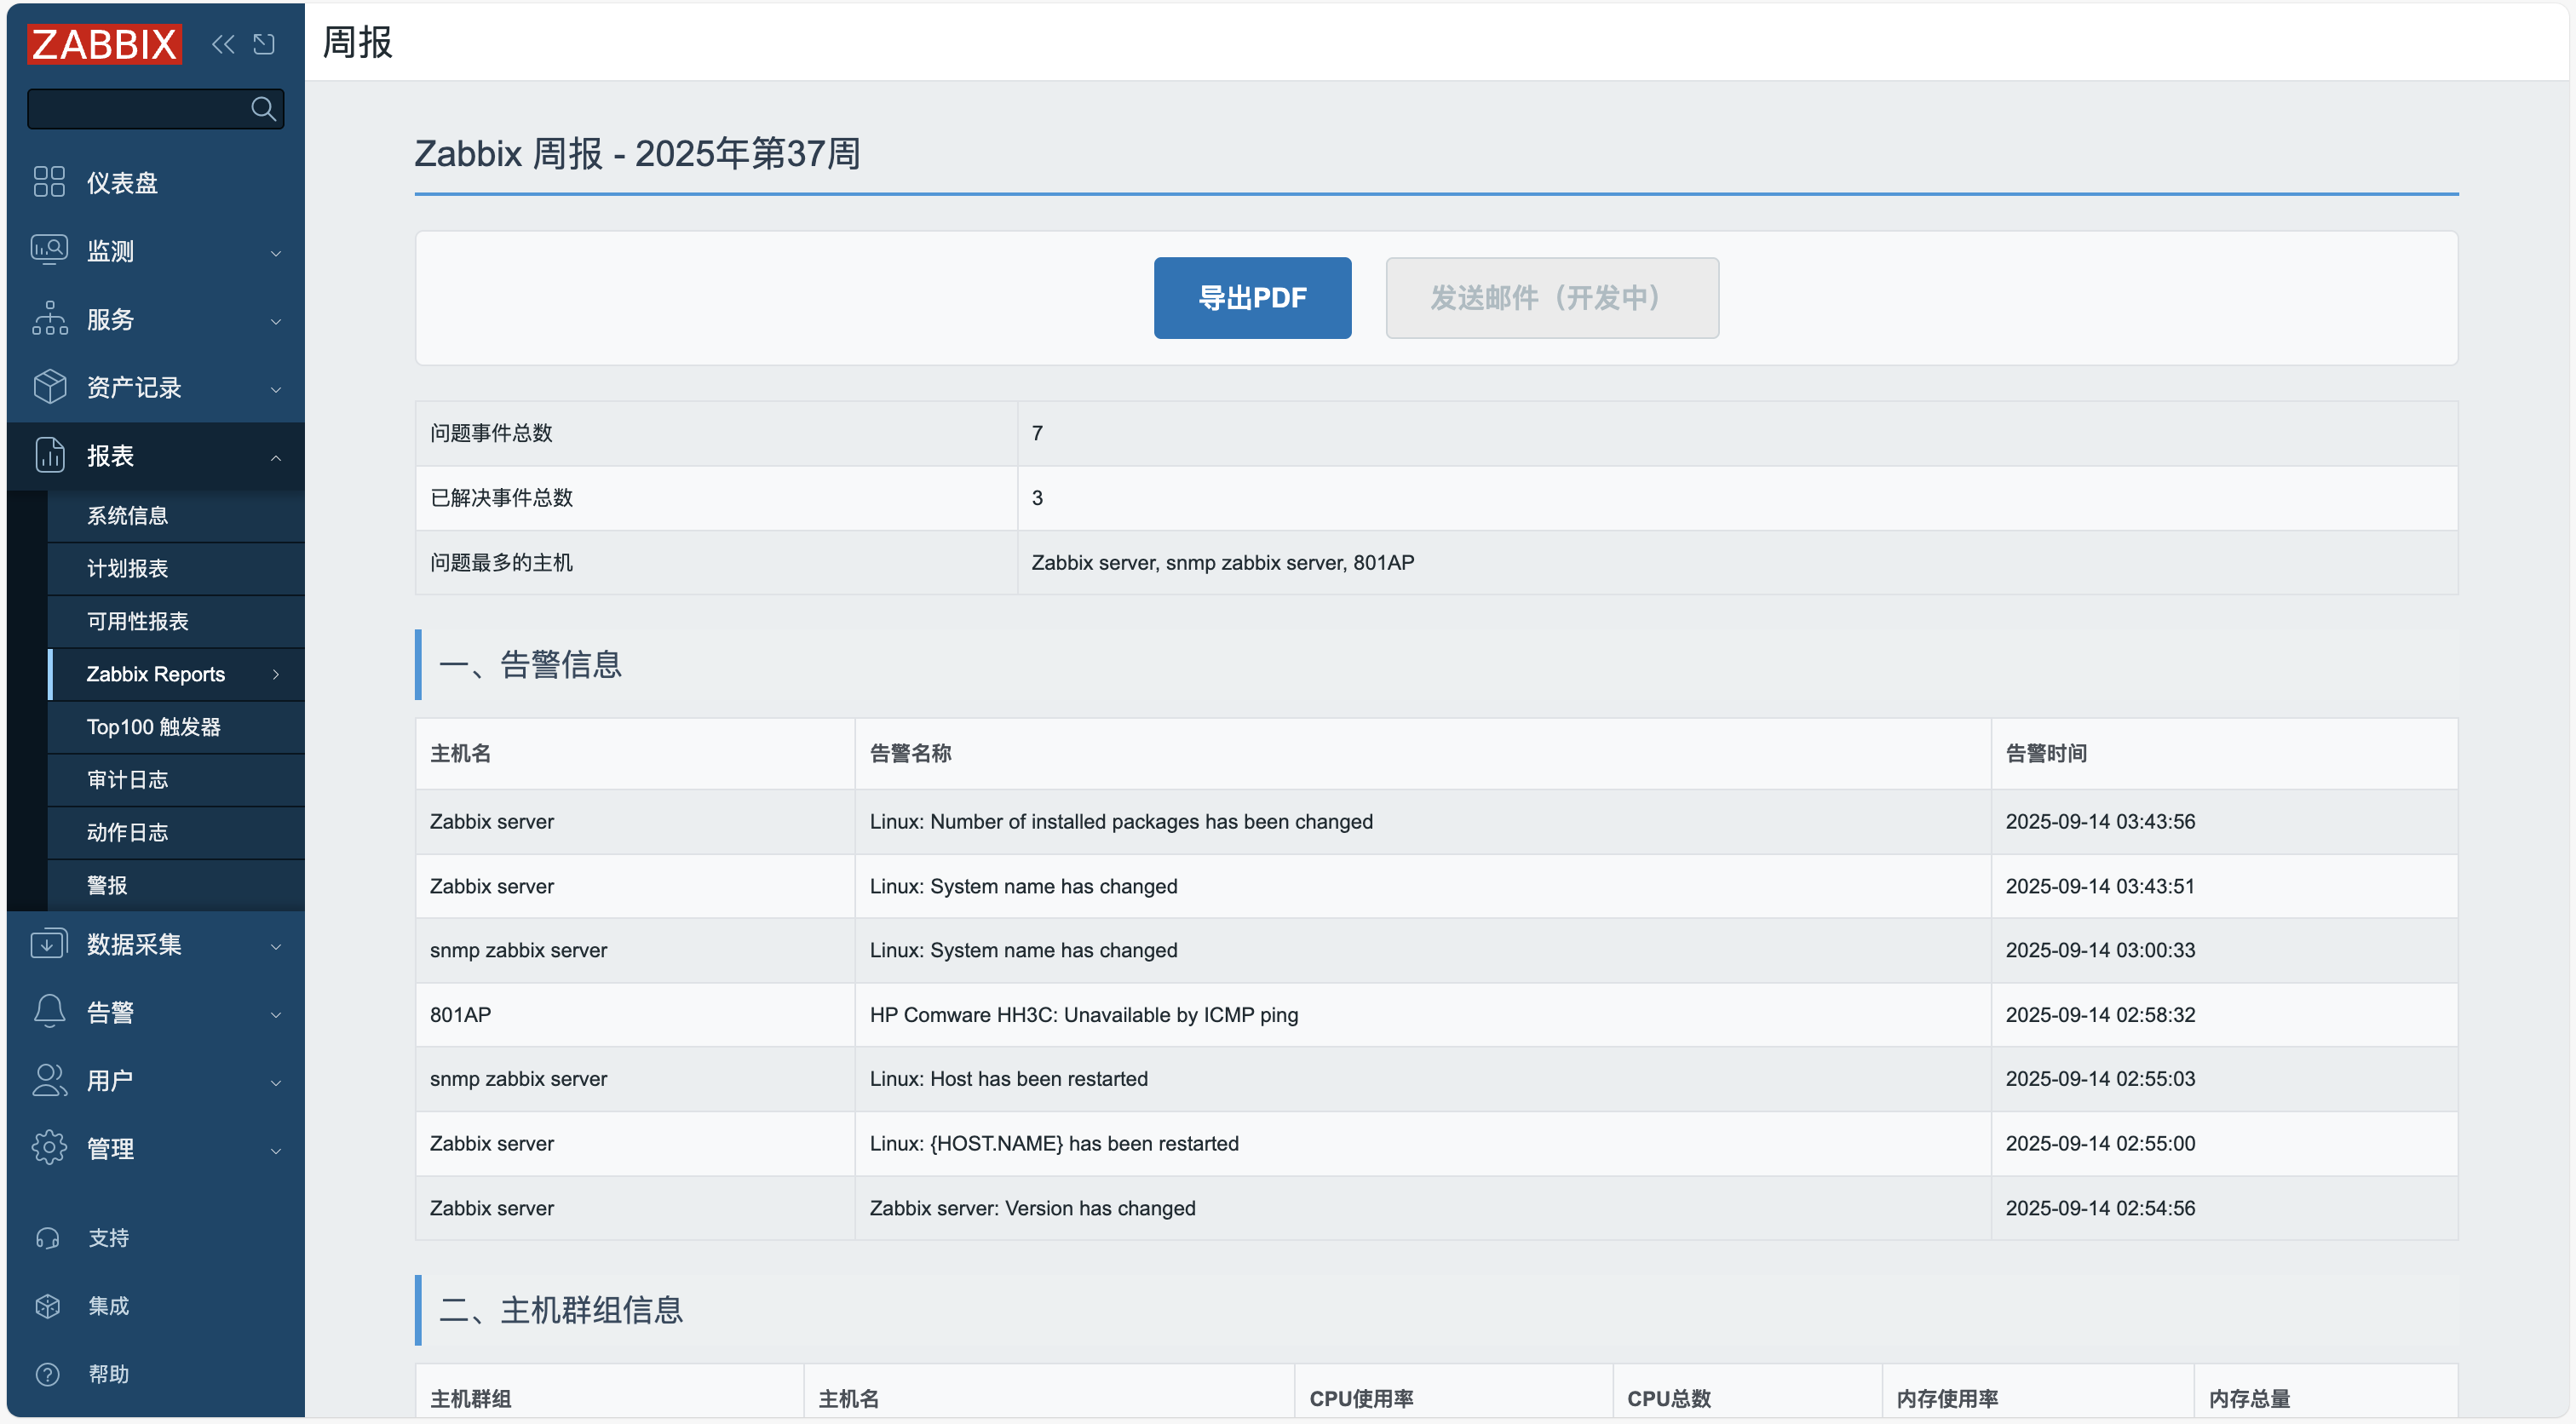 ZABBIX
仪表盘
监测
服务
资产记录
报表
系统信息
计划报表
可用性报表
Zabbix Reports
Top100 触发器
审计日志
动作日志
警报
数据采集
告警
用户
管理
支持
集成
帮助
周报
Zabbix 周报 - 2025年第37周
导出PDF 发送邮件（开发中）
问题事件总数 7
已解决事件总数 3
问题最多的主机 Zabbix server, snmp zabbix server, 801AP
一、告警信息
主机名 告警名称 告警时间
Zabbix server Linux: Number of installed packages has been changed 2025-09-14 03:43:56
Zabbix server Linux: System name has changed 2025-09-14 03:43:51
snmp zabbix server Linux: System name has changed 2025-09-14 03:00:33
801AP HP Comware HH3C: Unavailable by ICMP ping 2025-09-14 02:58:32
snmp zabbix server Linux: Host has been restarted 2025-09-14 02:55:03
Zabbix server Linux: {HOST.NAME} has been restarted 2025-09-14 02:55:00
Zabbix server Zabbix server: Version has changed 2025-09-14 02:54:56
二、主机群组信息
主机群组 主机名 CPU使用率 CPU总数 内存使用率 内存总量